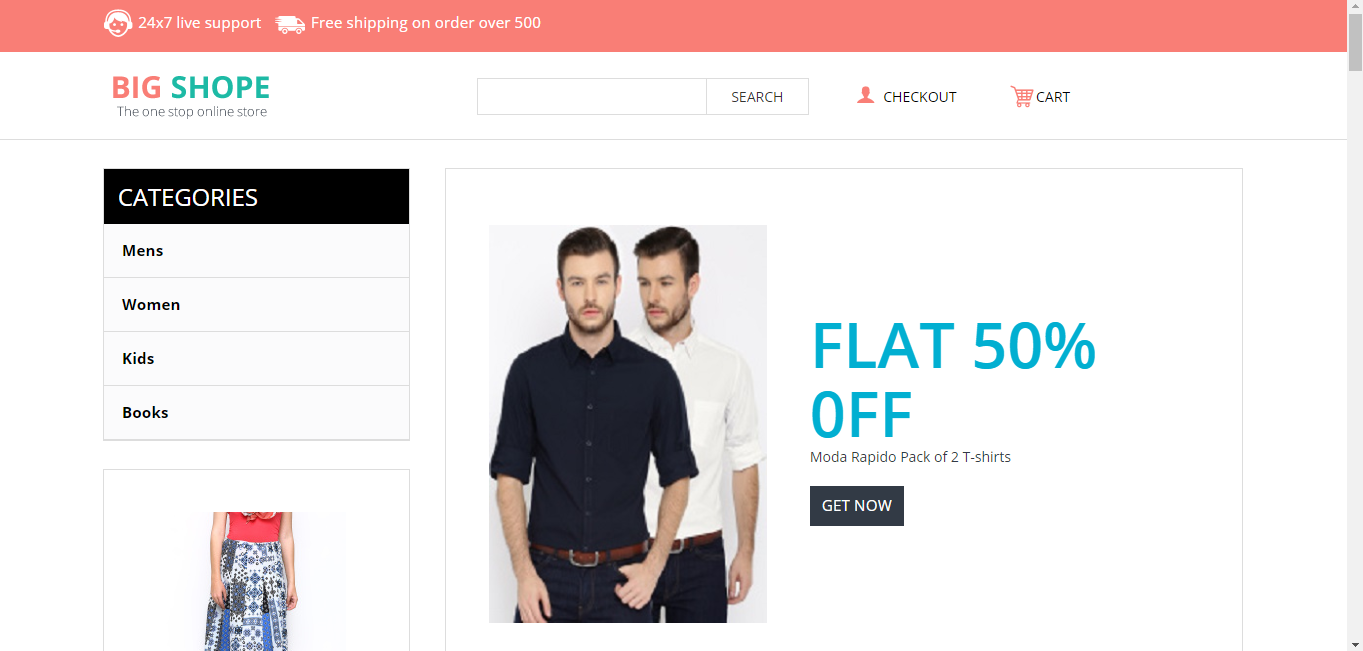 24x7 live support Free shipping on order over 500
BIG SHOPE
The one stop online store
SEARCH
CHECKOUT
CART
CATEGORIES
Mens
Women
Kids
Books
FLAT 50%
0FF
Moda Rapido Pack of 2 T-shirts
GET NOW